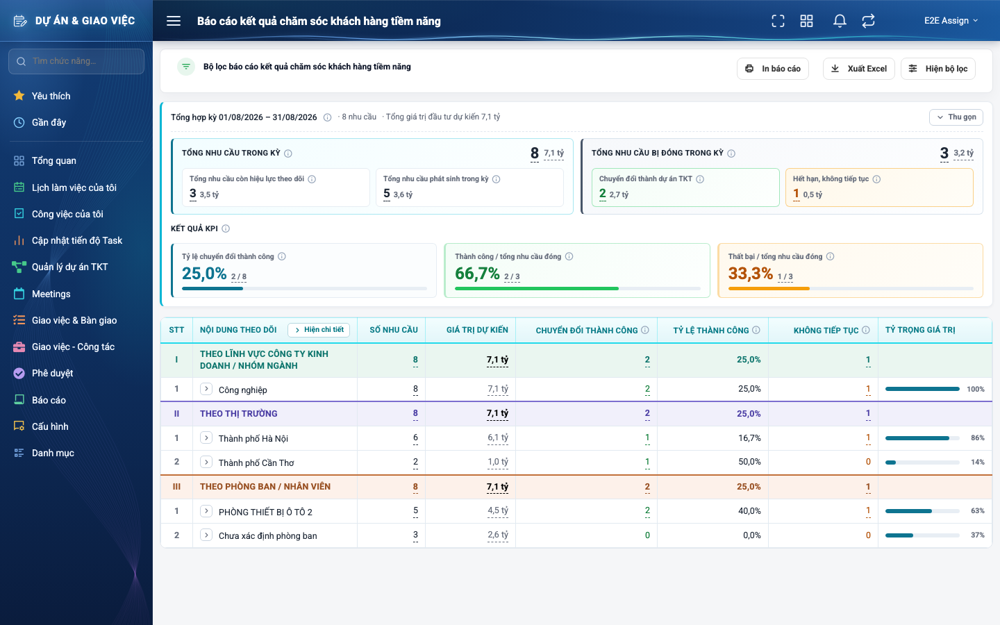 DỰ ÁN & GIAO VIỆC
Báo cáo kết quả chăm sóc khách hàng tiềm năng
E2E Assign
Tìm chức năng...
Yêu thích
Gần đây
Tổng quan
Lịch làm việc của tôi
Công việc của tôi
Cập nhật tiến độ Task
Quản lý dự án TKT
Meetings
Giao việc & Bàn giao
Giao việc - Công tác
Phê duyệt
Báo cáo
Cấu hình
Danh mục
Bộ lọc báo cáo kết quả chăm sóc khách hàng tiềm năng
In báo cáo
Xuất Excel
Hiện bộ lọc
Tổng hợp kỳ 01/08/2026 – 31/08/2026 · 8 nhu cầu · Tổng giá trị đầu tư dự kiến 7,1 tỷ
Thu gọn
TỔNG NHU CẦU TRONG KỲ 8 7,1 tỷ
Tổng nhu cầu còn hiệu lực theo dõi
3 3,5 tỷ
Tổng nhu cầu phát sinh trong kỳ
5 3,6 tỷ
TỔNG NHU CẦU BỊ ĐÓNG TRONG KỲ 3 3,2 tỷ
Chuyển đổi thành dự án TKT
2 2,7 tỷ
Hết hạn, không tiếp tục
1 0,5 tỷ
KẾT QUẢ KPI
Tỷ lệ chuyển đổi thành công
25,0% 2 / 8
Thành công / tổng nhu cầu đóng
66,7% 2 / 3
Thất bại / tổng nhu cầu đóng
33,3% 1 / 3
STT NỘI DUNG THEO DÕI Hiện chi tiết SỐ NHU CẦU GIÁ TRỊ DỰ KIẾN CHUYỂN ĐỔI THÀNH CÔNG TỶ LỆ THÀNH CÔNG KHÔNG TIẾP TỤC TỶ TRỌNG GIÁ TRỊ
I THEO LĨNH VỰC CÔNG TY KINH DOANH / NHÓM NGÀNH 8 7,1 tỷ 2 25,0% 1
1 Công nghiệp 8 7,1 tỷ 2 25,0% 1 100%
II THEO THỊ TRƯỜNG 8 7,1 tỷ 2 25,0% 1
1 Thành phố Hà Nội 6 6,1 tỷ 1 16,7% 1 86%
2 Thành phố Cần Thơ 2 1,0 tỷ 1 50,0% 0 14%
III THEO PHÒNG BAN / NHÂN VIÊN 8 7,1 tỷ 2 25,0% 1
1 PHÒNG THIẾT BỊ Ô TÔ 2 5 4,5 tỷ 2 40,0% 1 63%
2 Chưa xác định phòng ban 3 2,6 tỷ 0 0,0% 0 37%